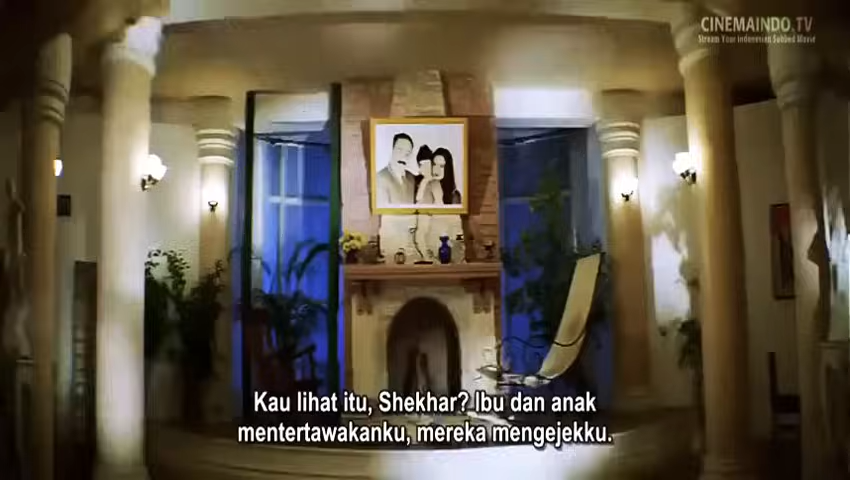 CINEMAINDO.TV
Stream Your Indonesian Subbed Movie
Kau lihat itu, Shekhar? Ibu dan anak
mentertawakanku, mereka mengejekku.